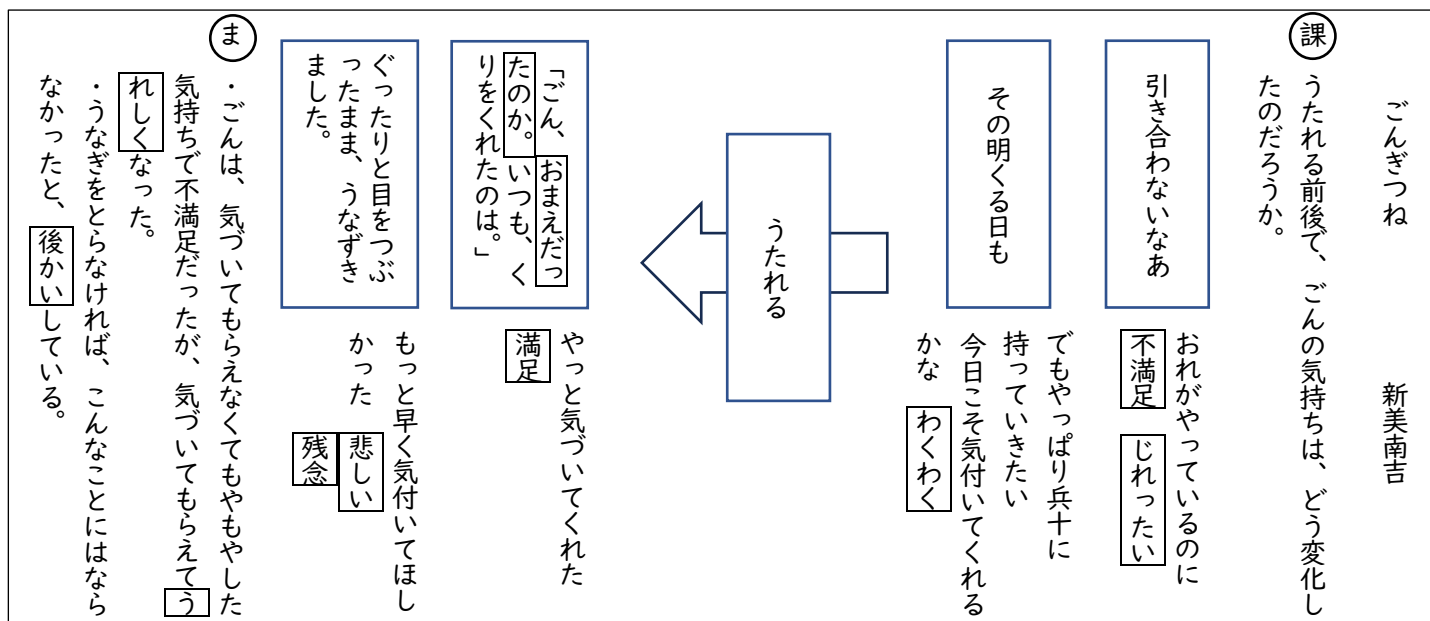 ごんぎつね　新美南吉
課
うたれる前後で、ごんの気持ちは、どう変化し
たのだろうか。
引き合わないなあ
おれがやっているのに
不満足　じれったい
その明くる日も
でもやっぱり兵十に
持っていきたい
今日こそ気付いてくれる
かな　わくわく
うたれる
「ごん、おまえだっ
たのか。いつも、く
りをくれたのは。」
やっと気づいてくれた
満足
ぐったりと目をつぶ
ったまま、うなずき
ました。
もっと早く気付いてほし
かった　悲しい
残念
ま
・ごんは、気づいてもらえなくてもやもやした
気持ちで不満足だったが、気づいてもらえてう
れしくなった。
・うなぎをとらなければ、こんなことにはなら
なかったと、後かいしている。